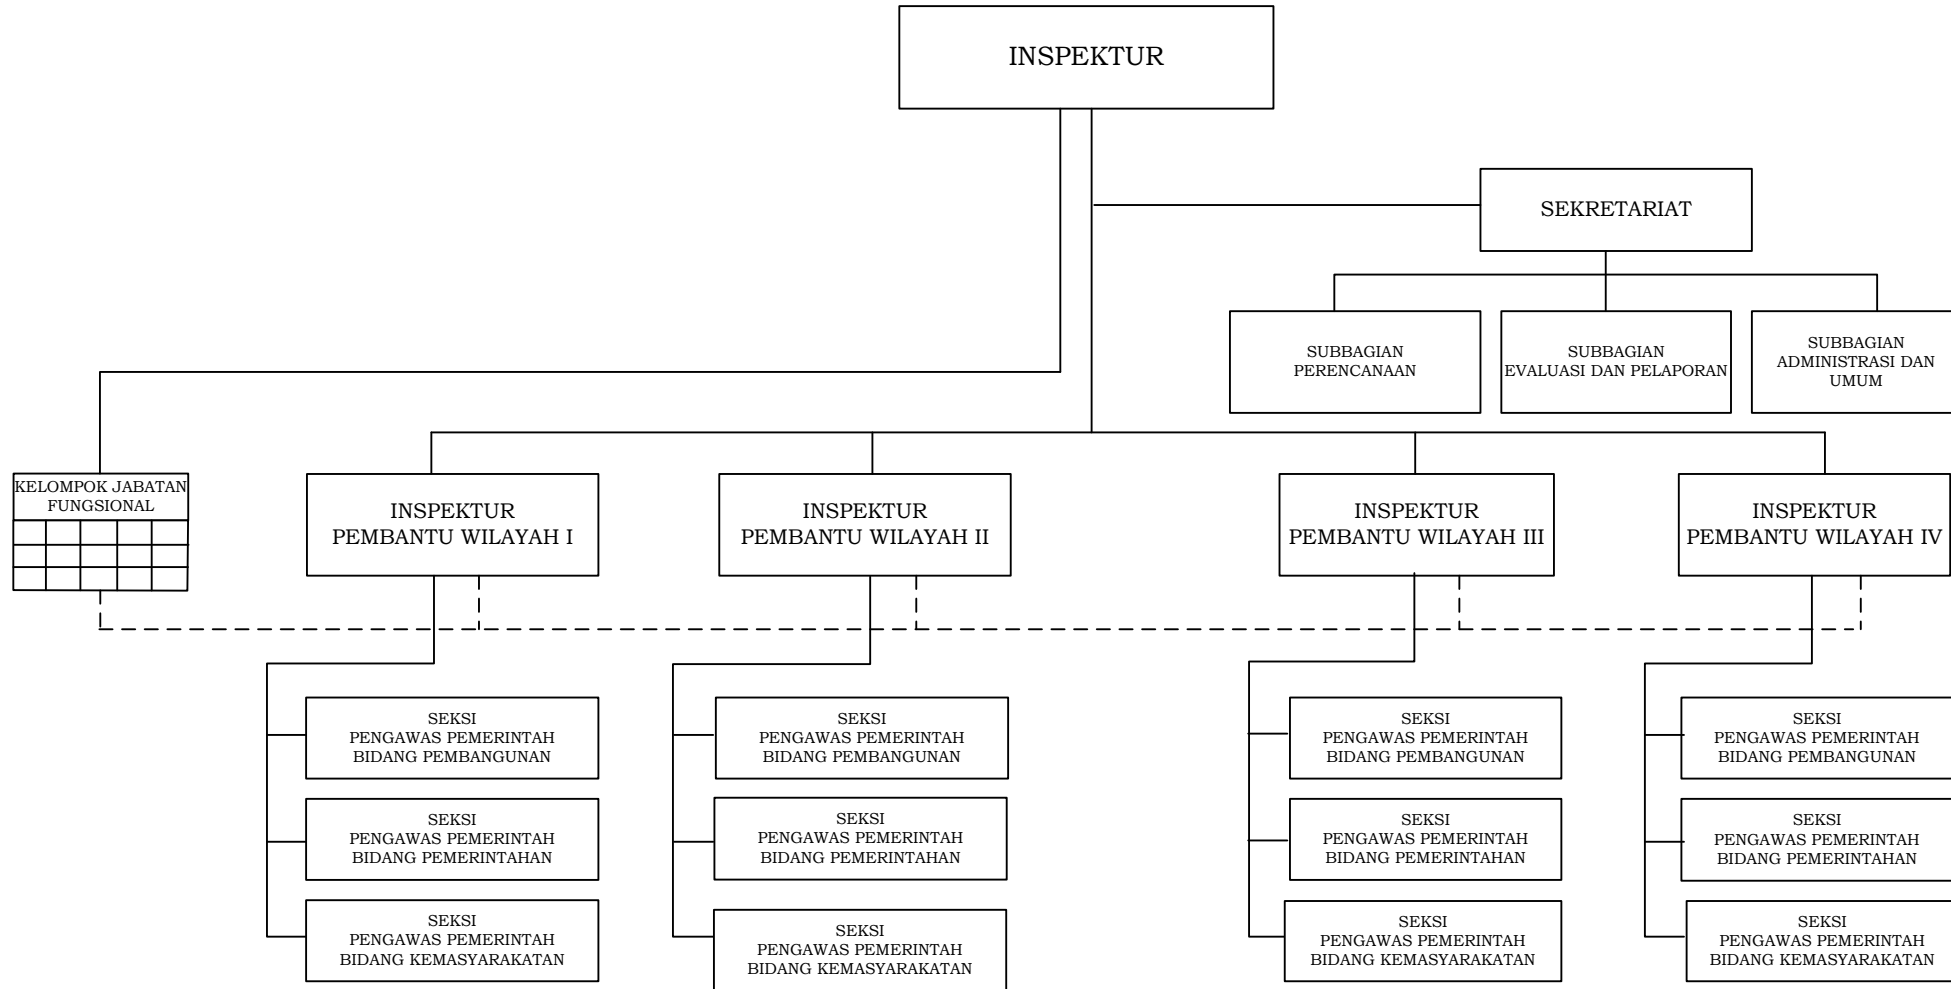 INSPEKTUR
SEKRETARIAT
SUBBAGIAN
PERENCANAAN
SUBBAGIAN
EVALUASI DAN PELAPORAN
SUBBAGIAN
ADMINISTRASI DAN
UMUM
KELOMPOK JABATAN
FUNGSIONAL
INSPEKTUR
PEMBANTU WILAYAH I
INSPEKTUR
PEMBANTU WILAYAH II
INSPEKTUR
PEMBANTU WILAYAH III
INSPEKTUR
PEMBANTU WILAYAH IV
SEKSI
PENGAWAS PEMERINTAH
BIDANG PEMBANGUNAN
SEKSI
PENGAWAS PEMERINTAH
BIDANG PEMBANGUNAN
SEKSI
PENGAWAS PEMERINTAH
BIDANG PEMBANGUNAN
SEKSI
PENGAWAS PEMERINTAH
BIDANG PEMBANGUNAN
SEKSI
PENGAWAS PEMERINTAH
BIDANG PEMERINTAHAN
SEKSI
PENGAWAS PEMERINTAH
BIDANG PEMERINTAHAN
SEKSI
PENGAWAS PEMERINTAH
BIDANG PEMERINTAHAN
SEKSI
PENGAWAS PEMERINTAH
BIDANG PEMERINTAHAN
SEKSI
PENGAWAS PEMERINTAH
BIDANG KEMASYARAKATAN
SEKSI
PENGAWAS PEMERINTAH
BIDANG KEMASYARAKATAN
SEKSI
PENGAWAS PEMERINTAH
BIDANG KEMASYARAKATAN
SEKSI
PENGAWAS PEMERINTAH
BIDANG KEMASYARAKATAN